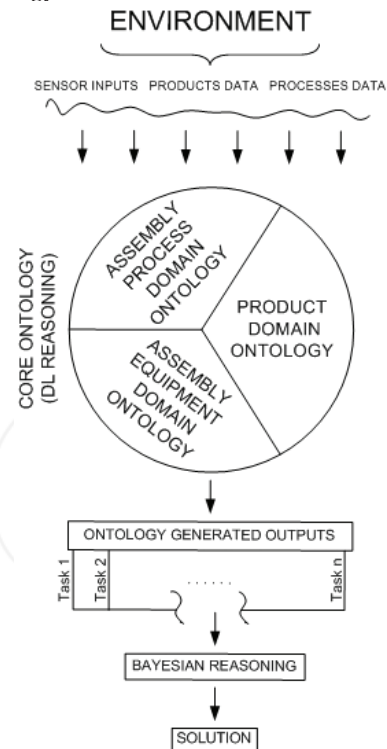 ENVIRONMENT
SENSOR INPUTS PRODUCTS DATA PROCESSES DATA
CORE ONTOLOGY
(DL REASONING)
ASSEMBLY
PROCESS
DOMAIN
ONTOLOGY
PRODUCT
DOMAIN
ONTOLOGY
ASSEMBLY
EQUIPMENT
DOMAIN
ONTOLOGY
ONTOLOGY GENERATED OUTPUTS
Task 1
Task 2
......
Task n
BAYESIAN REASONING
SOLUTION